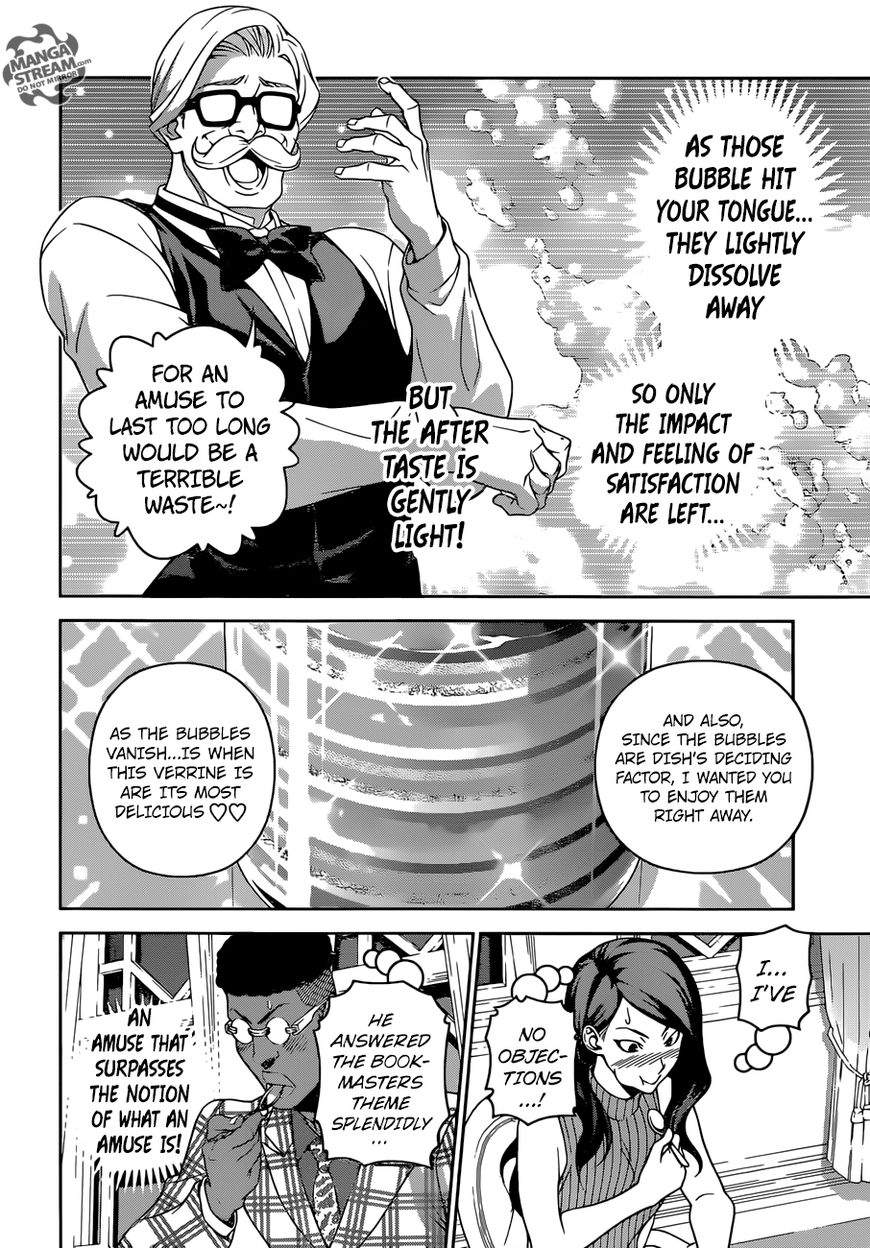 MANGA
STREAM.com
DO NOT MIRROR
AS THOSE
BUBBLE HIT
YOUR TONGUE...
THEY LIGHTLY
DISSOLVE
AWAY
SO ONLY
THE IMPACT
AND FEELING OF
SATISFACTION
ARE LEFT...
BUT
THE AFTER
TASTE IS
GENTLY
LIGHT!
FOR AN
AMUSE TO
LAST TOO LONG
WOULD BE A
TERRIBLE
WASTE~!
AND ALSO,
SINCE THE BUBBLES
ARE DISH'S DECIDING
FACTOR, I WANTED YOU
TO ENJOY THEM
RIGHT AWAY.
AS THE BUBBLES
VANISH...IS WHEN
THIS VERRINE IS
ARE ITS MOST
DELICIOUS ♡♡
I...
I'VE
NO
OBJEC-
TIONS
...!
HE
ANSWERED
THE BOOK-
MASTERS
THEME
SPLENDIDLY
...
AN
AMUSE THAT
SURPASSES
THE NOTION
OF WHAT AN
AMUSE IS!